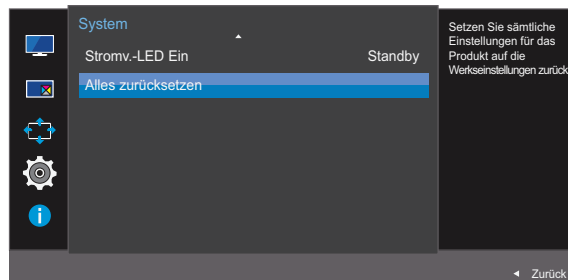 System
Stromv.-LED Ein Standby
Alles zurücksetzen
Setzen Sie sämtliche
Einstellungen für das
Produkt auf die
Werkseinstellungen zurück
Zurück